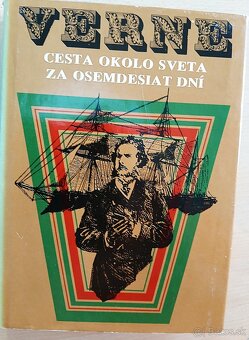 VERNE
CESTA OKOLO SVETA
ZA OSEMDESIAT DNÍ